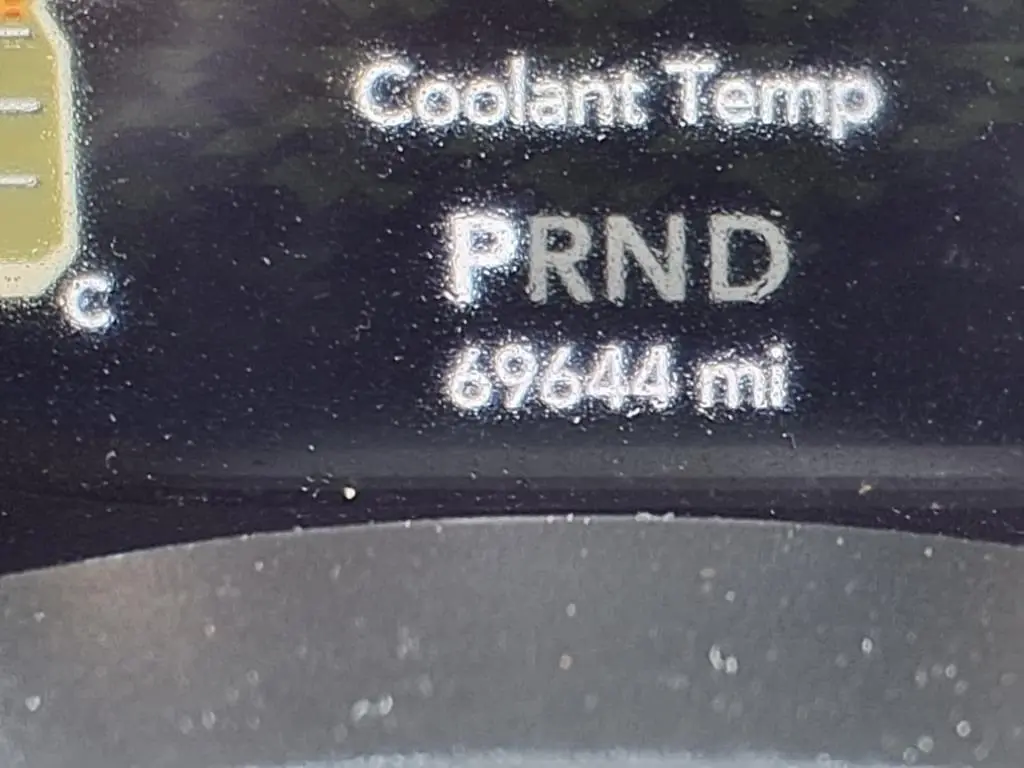 Coolant Temp
PRND
C
69644 mi